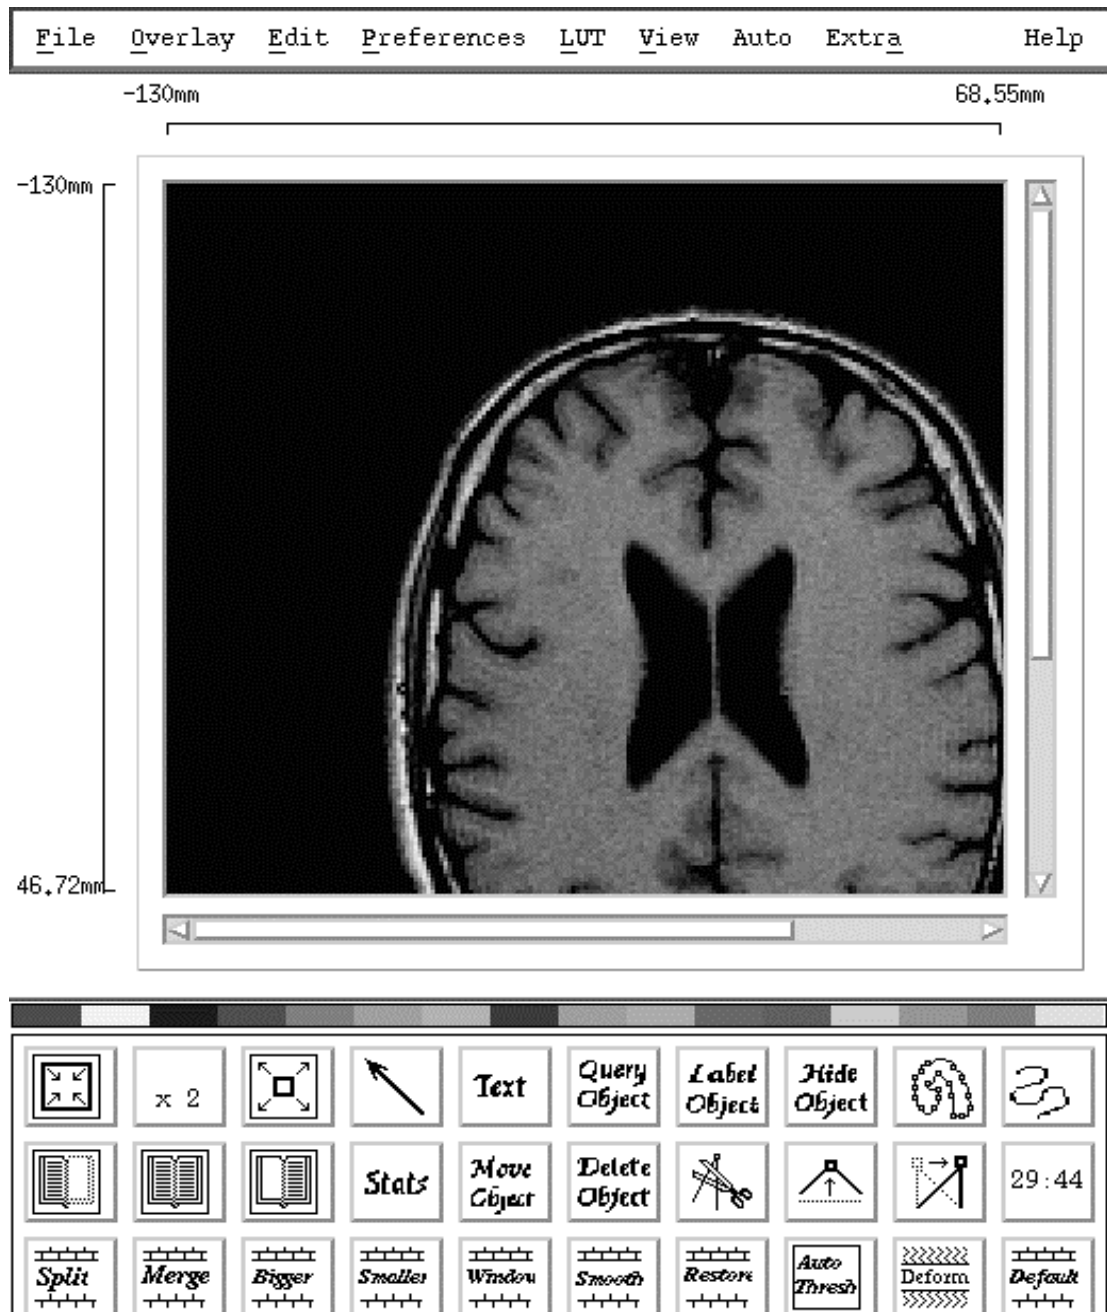 File Overlay Edit Preferences LUT View Auto Extra Help
-130mm 68.55mm
-130mm
46.72mm
x 2 Text Query Object Label Object Hide Object
Stats Move Object Delete Object 29:44
Split Merge Bigger Smaller Window Smooth Restore Auto Thresh Deform Default